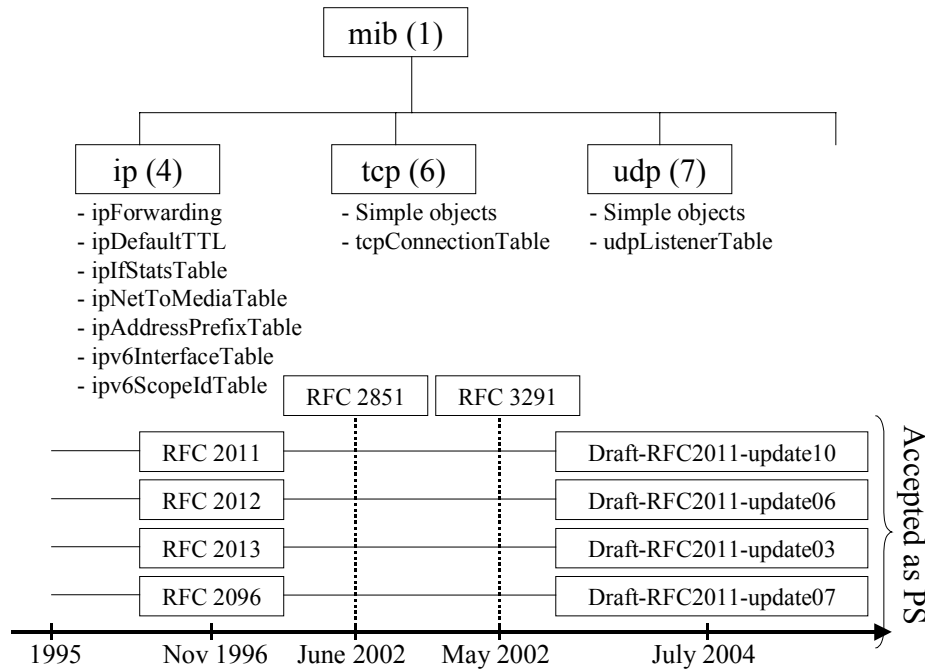 mib (1)
ip (4)
- ipForwarding
- ipDefaultTTL
- ipIfStatsTable
- ipNetToMediaTable
- ipAddressPrefixTable
- ipv6InterfaceTable
- ipv6ScopeIdTable
tcp (6)
- Simple objects
- tcpConnectionTable
udp (7)
- Simple objects
- udpListenerTable
RFC 2851
RFC 3291
RFC 2011
Draft-RFC2011-update10
RFC 2012
Draft-RFC2011-update06
RFC 2013
Draft-RFC2011-update03
RFC 2096
Draft-RFC2011-update07
Accepted as PS
1995
Nov 1996
June 2002
May 2002
July 2004